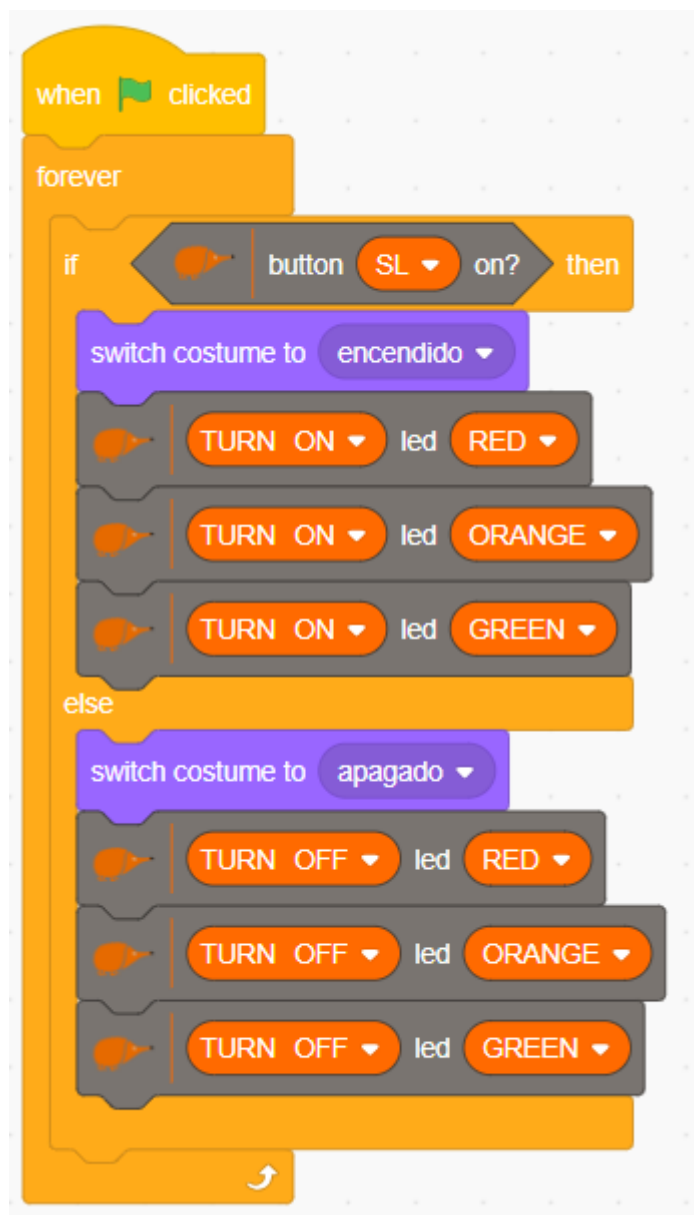 when clicked
forever
if button SL on? then
switch costume to encendido
TURN ON led RED
TURN ON led ORANGE
TURN ON led GREEN
else
switch costume to apagado
TURN OFF led RED
TURN OFF led ORANGE
TURN OFF led GREEN